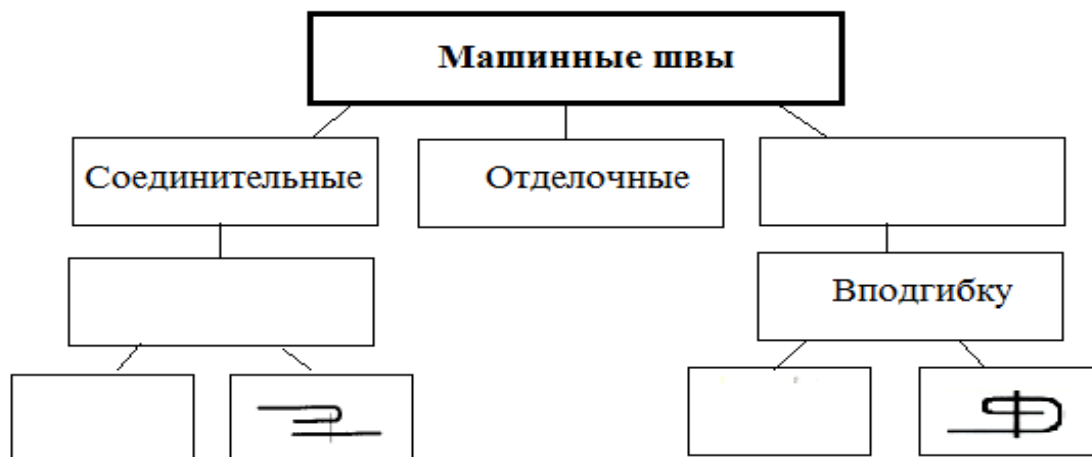 Машинные швы
Соединительные
Отделочные
Вподгибку